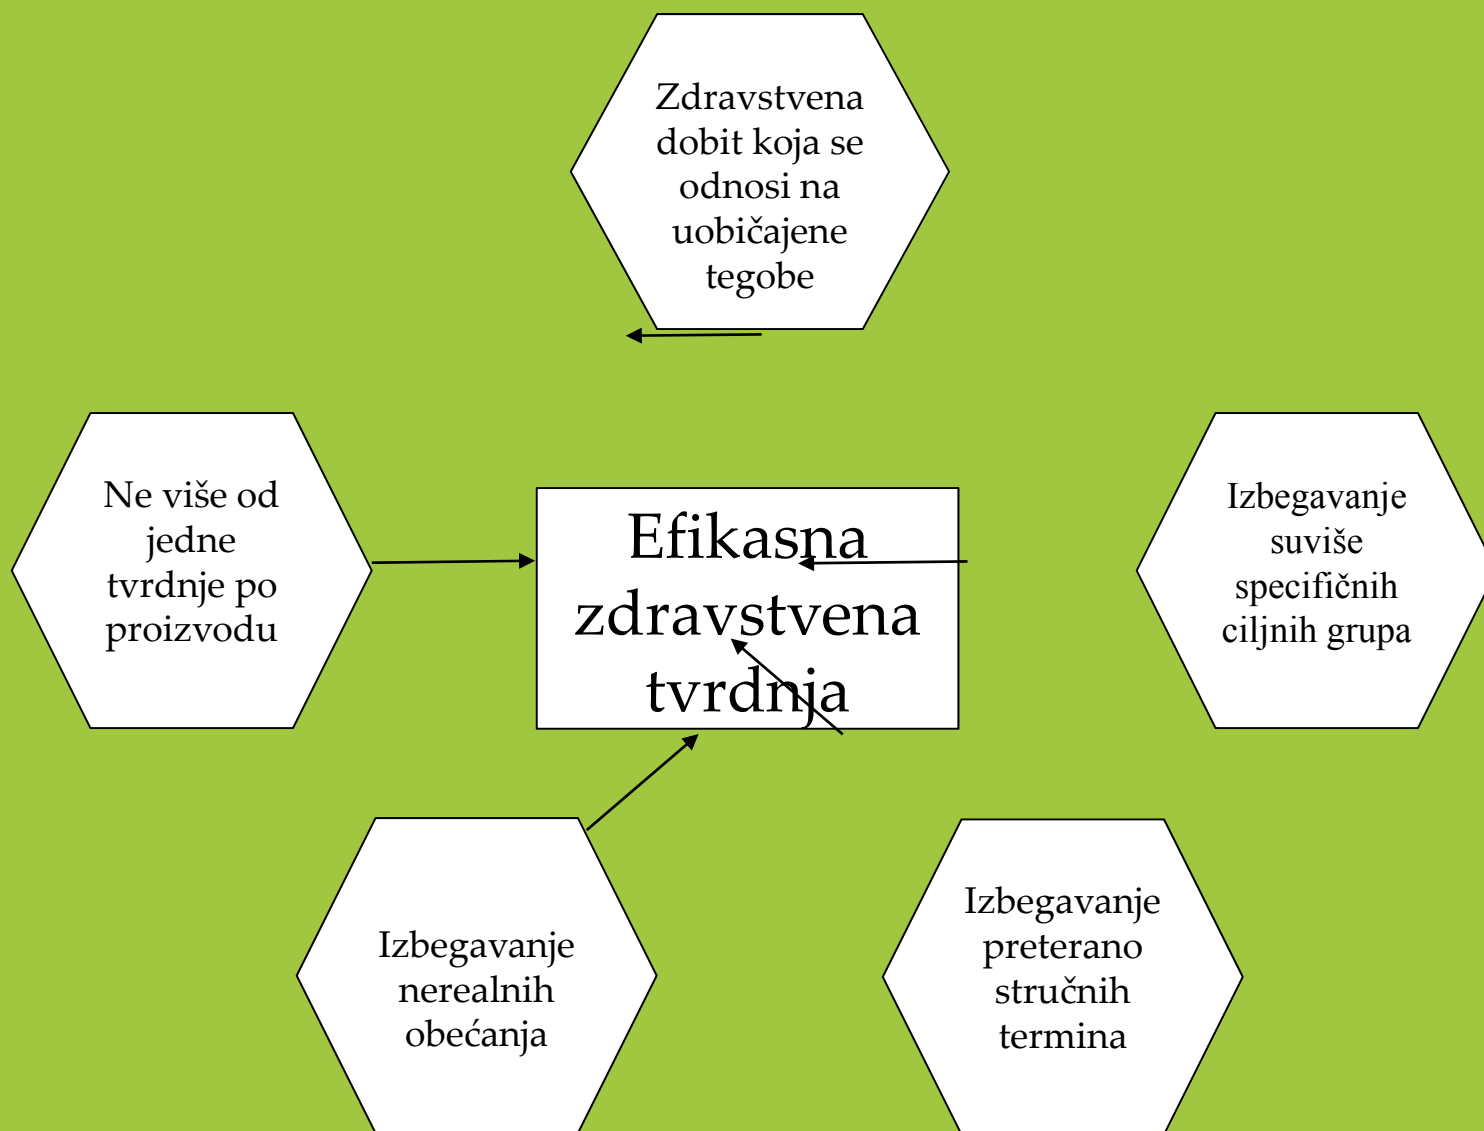 Zdravstvena
dobit koja se
odnosi na
uobičajene
tegobe
Ne više od
jedne
tvrdnje po
proizvodu
Efikasna
zdravstvena
tvrdnja
Izbegavanje
suviše
specifičnih
ciljnih grupa
Izbegavanje
nerealnih
obećanja
Izbegavanje
preterano
stručnih
termina